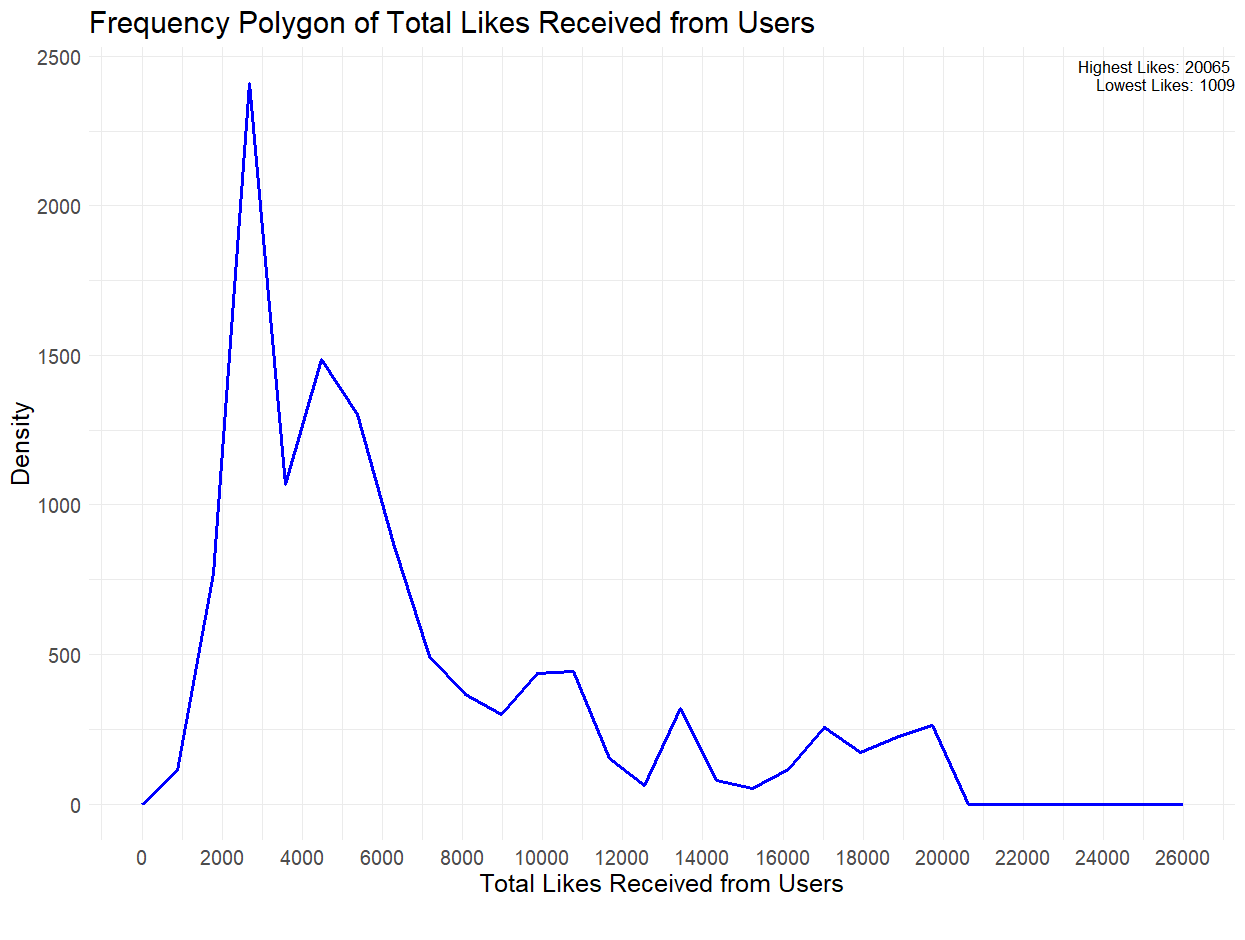 Frequency Polygon of Total Likes Received from Users
Highest Likes: 20065
Lowest Likes: 1009
2500
2000
1500
1000
500
0
Density
0 2000 4000 6000 8000 10000 12000 14000 16000 18000 20000 22000 24000 26000
Total Likes Received from Users